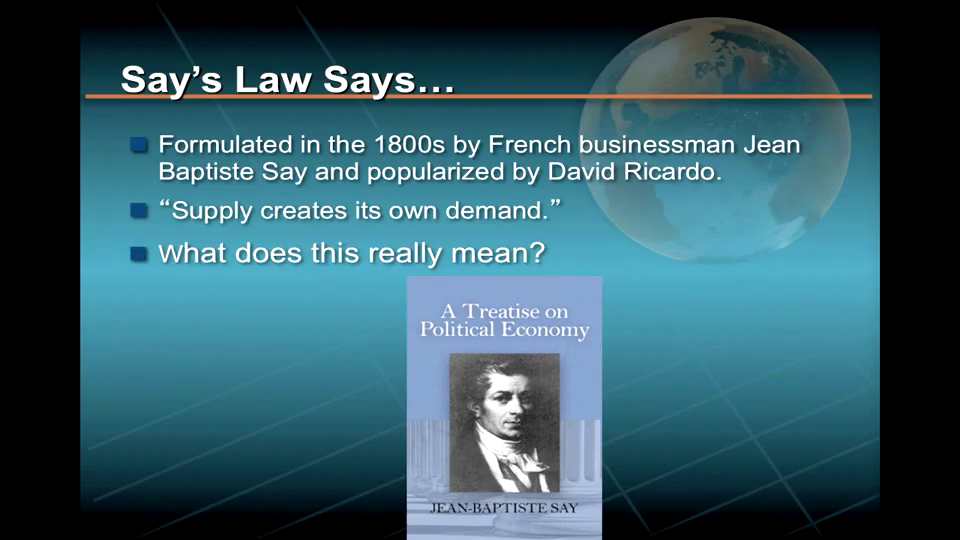 Say’s Law Says…
Formulated in the 1800s by French businessman Jean
Baptiste Say and popularized by David Ricardo.
“Supply creates its own demand.”
What does this really mean?
A Treatise on
Political Economy
JEAN-BAPTISTE SAY